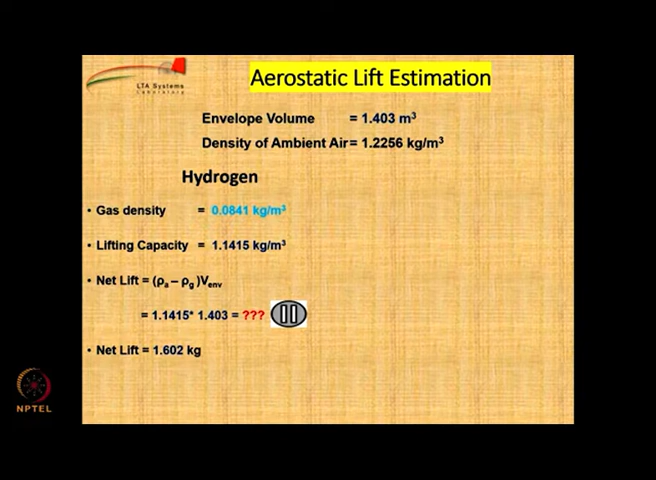 LTA Systems
Laboratory
Aerostatic Lift Estimation
Envelope Volume = 1.403 m³
Density of Ambient Air= 1.2256 kg/m³
Hydrogen
• Gas density = 0.0841 kg/m³
• Lifting Capacity = 1.1415 kg/m³
• Net Lift = (ρₐ – ρg )Venv
= 1.1415* 1.403 = ???
• Net Lift = 1.602 kg
NPTEL